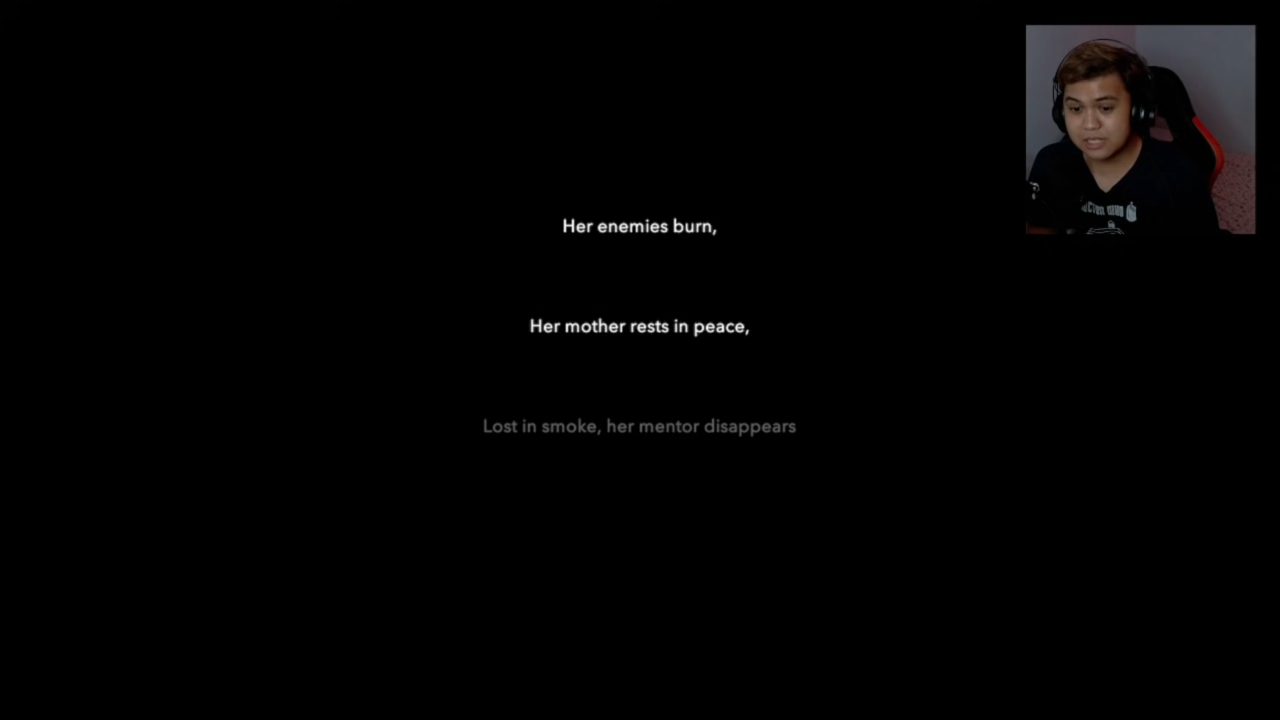 Her enemies burn,
Her mother rests in peace,
Lost in smoke, her mentor disappears